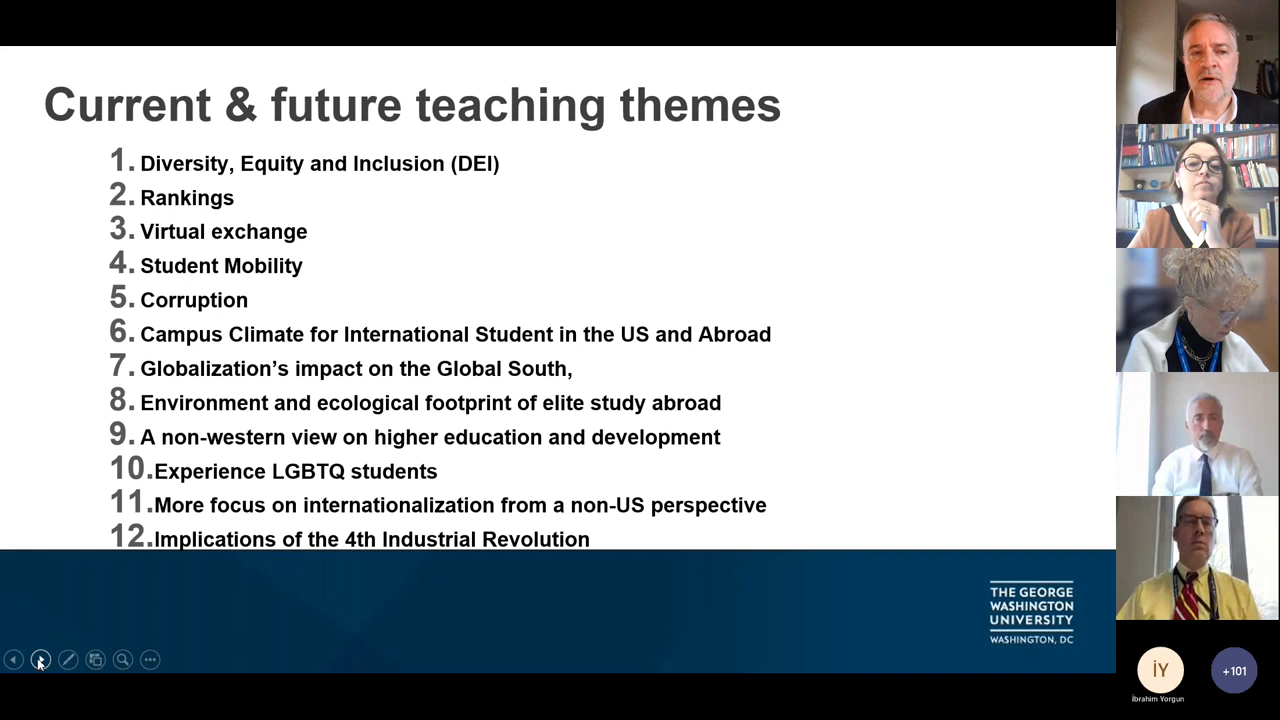 Current & future teaching themes
1. Diversity, Equity and Inclusion (DEI)
2. Rankings
3. Virtual exchange
4. Student Mobility
5. Corruption
6. Campus Climate for International Student in the US and Abroad
7. Globalization’s impact on the Global South,
8. Environment and ecological footprint of elite study abroad
9. A non-western view on higher education and development
10. Experience LGBTQ students
11. More focus on internationalization from a non-US perspective
12. Implications of the 4th Industrial Revolution
THE GEORGE
WASHINGTON
UNIVERSITY
WASHINGTON, DC
İY
+101
İbrahim Yorgun